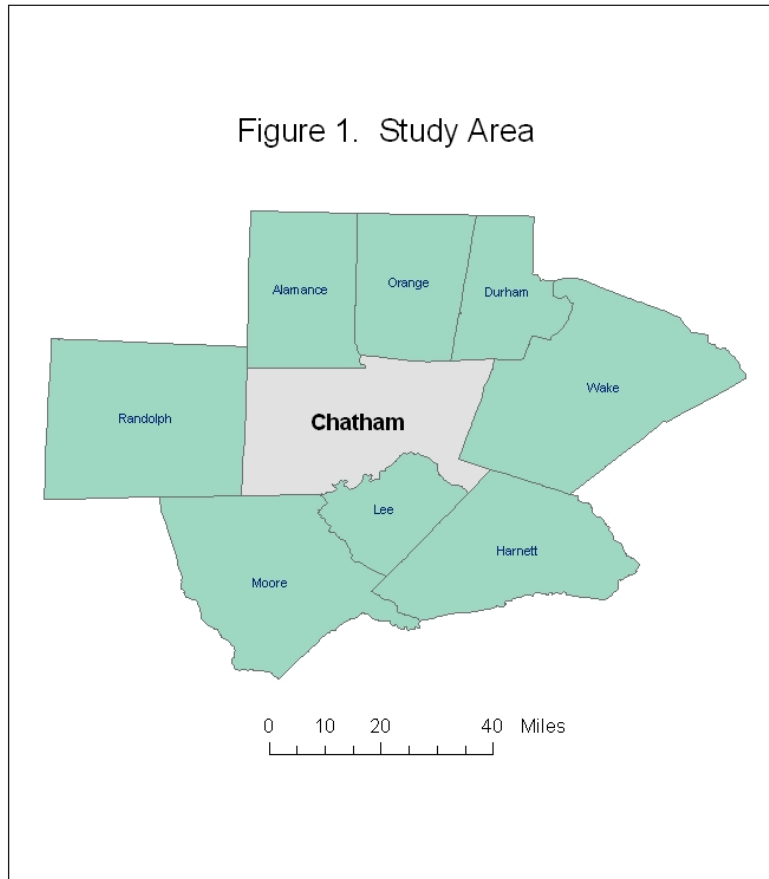 Figure 1. Study Area
Alamance
Orange
Durham
Wake
Randolph
Chatham
Lee
Harnett
Moore
0 10 20 40 Miles